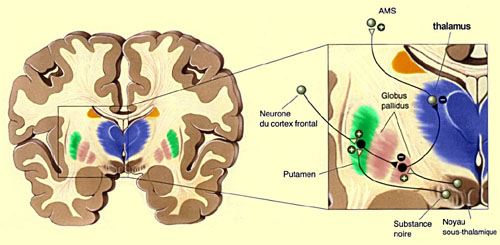 AMS
thalamus
Globus
pallidus
Neurone
du cortex frontal
Putamen
Substance
noire
Noyau
sous-thalamique